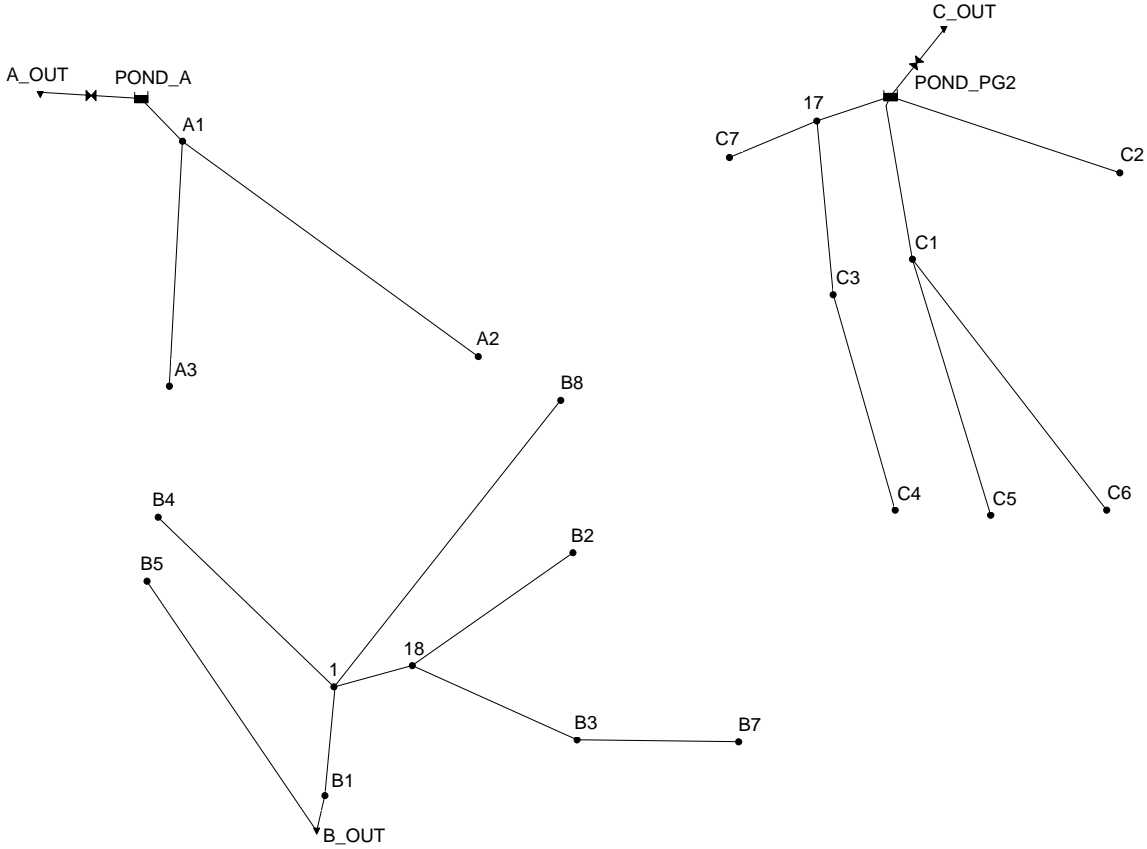 C_OUT
A_OUT
POND_A
POND_PG2
17
A1
C7
C2
C1
C3
A2
A3
B8
C4
C5
C6
B4
B2
B5
18
1
B3
B7
B1
B_OUT